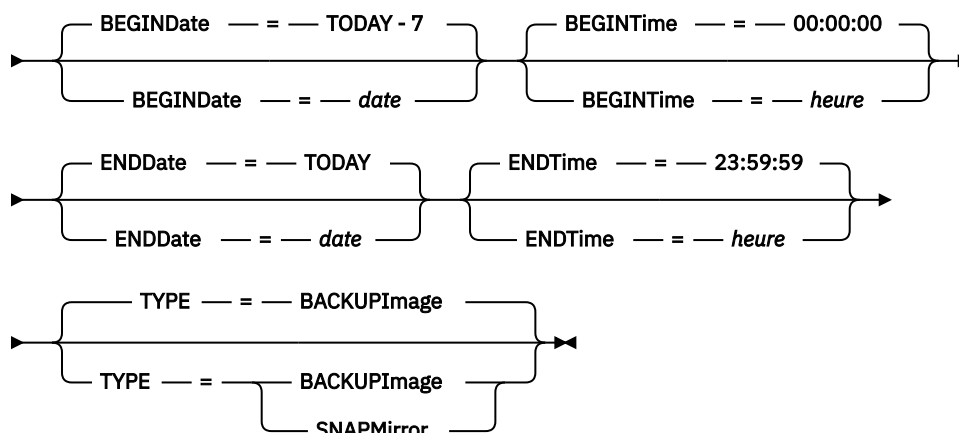 BEGINDate = TODAY - 7 BEGINTime = 00:00:00
BEGINDate = date BEGINTime = heure
ENDDate = TODAY ENDTime = 23:59:59
ENDDate = date ENDTime = heure
TYPE = BACKUPImage
TYPE = BACKUPImage
SNAPMirror